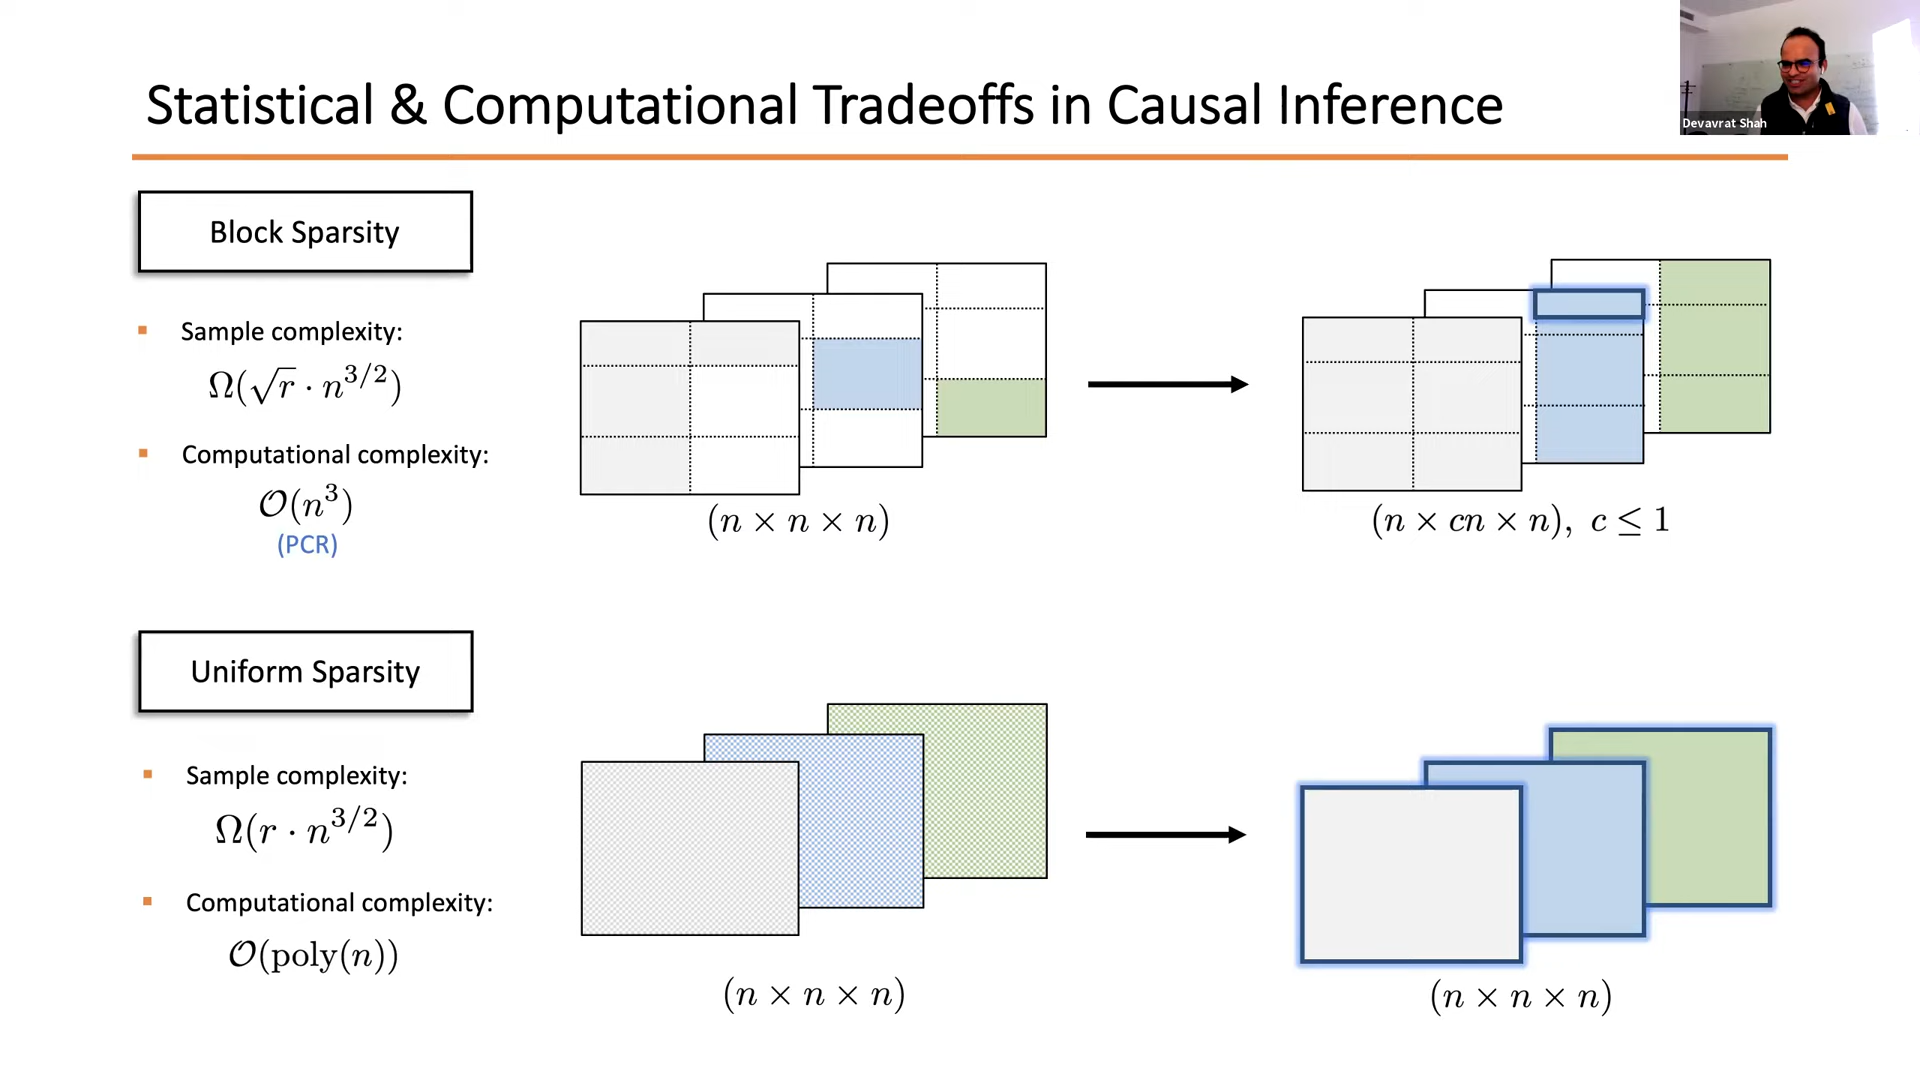 Statistical & Computational Tradeoffs in Causal Inference
Devavrat Shah
Block Sparsity
▪ Sample complexity:
Ω(√r · n^{3/2})
▪ Computational complexity:
𝒪(n^3)
(PCR)
(n × n × n)
(n × cn × n), c ≤ 1
Uniform Sparsity
▪ Sample complexity:
Ω(r · n^{3/2})
▪ Computational complexity:
𝒪(poly(n))
(n × n × n)
(n × n × n)